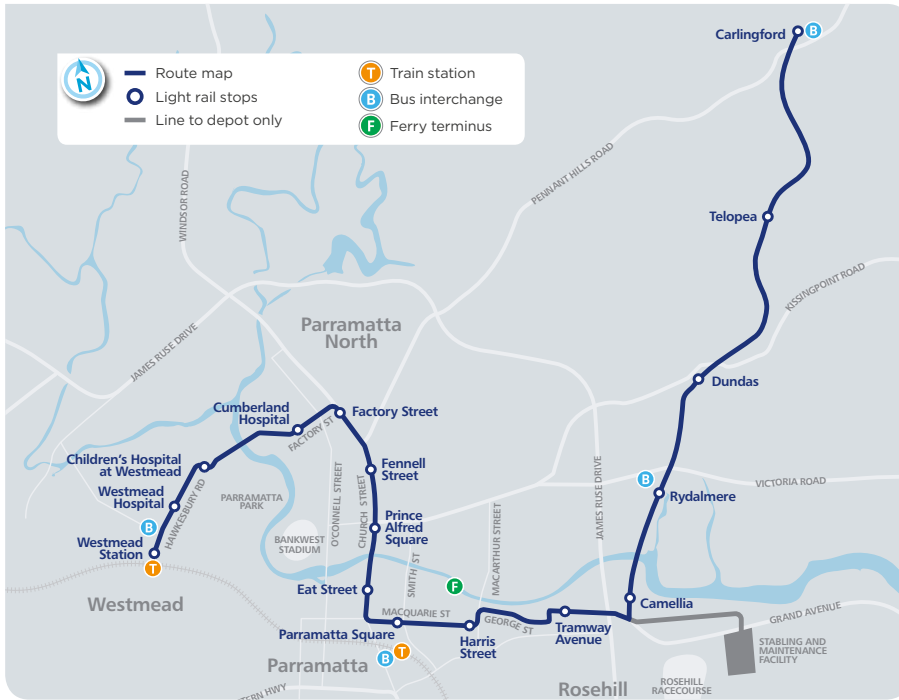 Carlingford
B
N
Route map
Light rail stops
Line to depot only
T
Train station
B
Bus interchange
F
Ferry terminus
PENNANT HILLS ROAD
WINDSOR ROAD
Telopea
KISSINGPOINT ROAD
Parramatta
North
JAMES RUSE DRIVE
Dundas
Cumberland
Hospital
Factory Street
FACTORY ST
Children's Hospital
at Westmead
Fennell
Street
Westmead
Hospital
HAWKESBURY RD
PARRAMATTA
PARK
O'CONNELL STREET
CHURCH STREET
JAMES RUSE DRIVE
B
VICTORIA ROAD
Rydalmere
B
Westmead
Station
T
BANKWEST
STADIUM
Prince
Alfred
Square
SMITH ST
MACARTHUR STREET
Westmead
Eat Street
F
MACQUARIE ST
GEORGE ST
Camellia
GRAND AVENUE
Parramatta Square
Harris
Street
Tramway
Avenue
STABLING AND
MAINTENANCE
FACILITY
B
T
Parramatta
Rosehill
ROSEHILL
RACECOURSE
TERN HWY